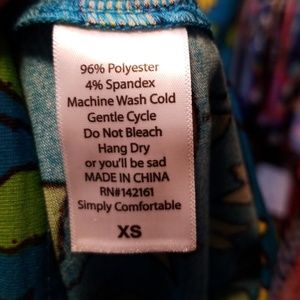 96% Polyester
4% Spandex
Machine Wash Cold
Gentle Cycle
Do Not Bleach
Hang Dry
or you'll be sad
MADE IN CHINA
RN#142161
Simply Comfortable
XS